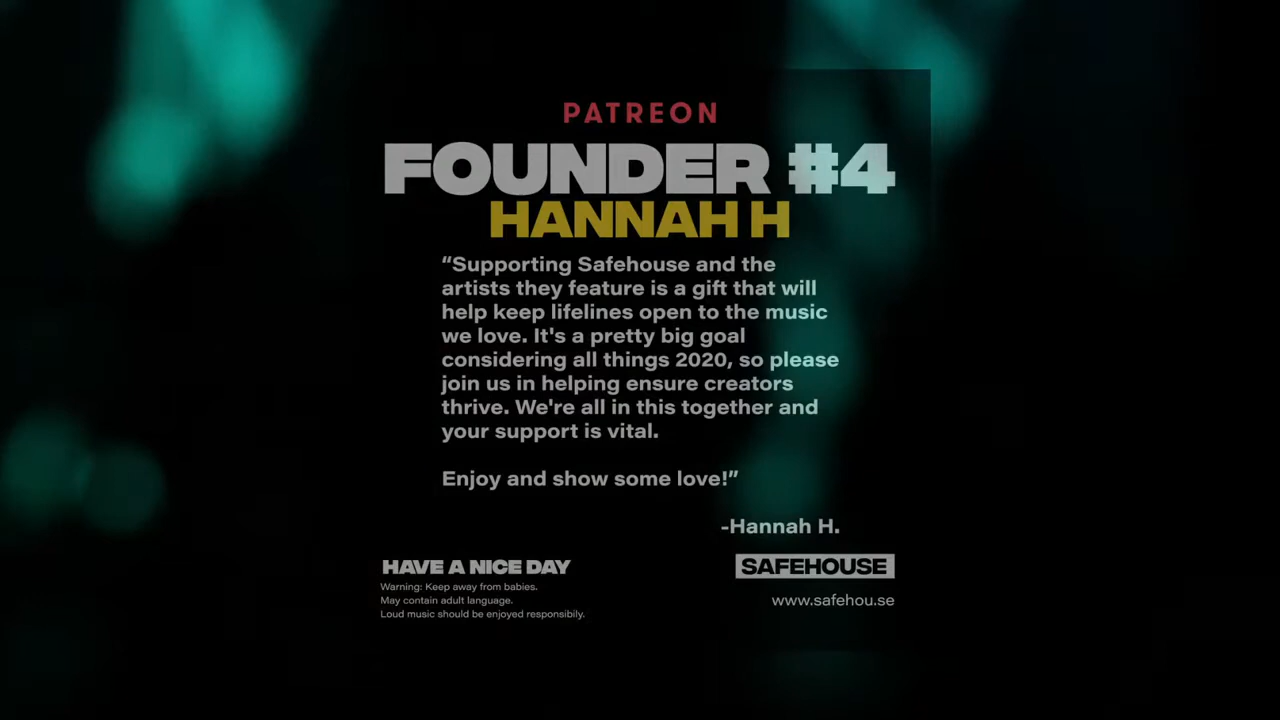 PATREON
FOUNDER #4
HANNAH H
“Supporting Safehouse and the
artists they feature is a gift that will
help keep lifelines open to the music
we love. It's a pretty big goal
considering all things 2020, so please
join us in helping ensure creators
thrive. We're all in this together and
your support is vital.
Enjoy and show some love!”
-Hannah H.
HAVE A NICE DAY
Warning: Keep away from babies.
May contain adult language.
Loud music should be enjoyed responsibily.
SAFEHOUSE
www.safehou.se